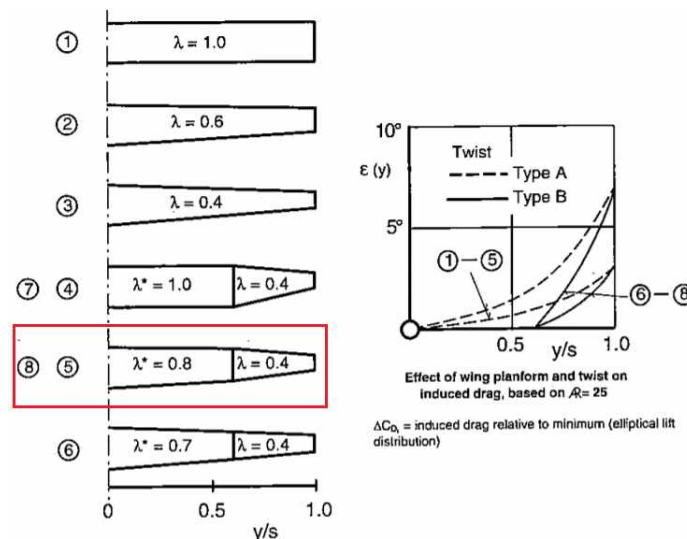 ① λ = 1.0
② λ = 0.6
③ λ = 0.4
⑦ ④ λ* = 1.0 λ = 0.4
⑧ ⑤ λ* = 0.8 λ = 0.4
⑥ λ* = 0.7 λ = 0.4
0 0.5 1.0
y/s
10°
ε (y)
5°
Twist
Type A
Type B
① – ⑤
⑥ – ⑧
0.5 1.0
y/s
Effect of wing planform and twist on
induced drag, based on AR= 25
ΔC_Di = induced drag relative to minimum (elliptical lift
distribution)